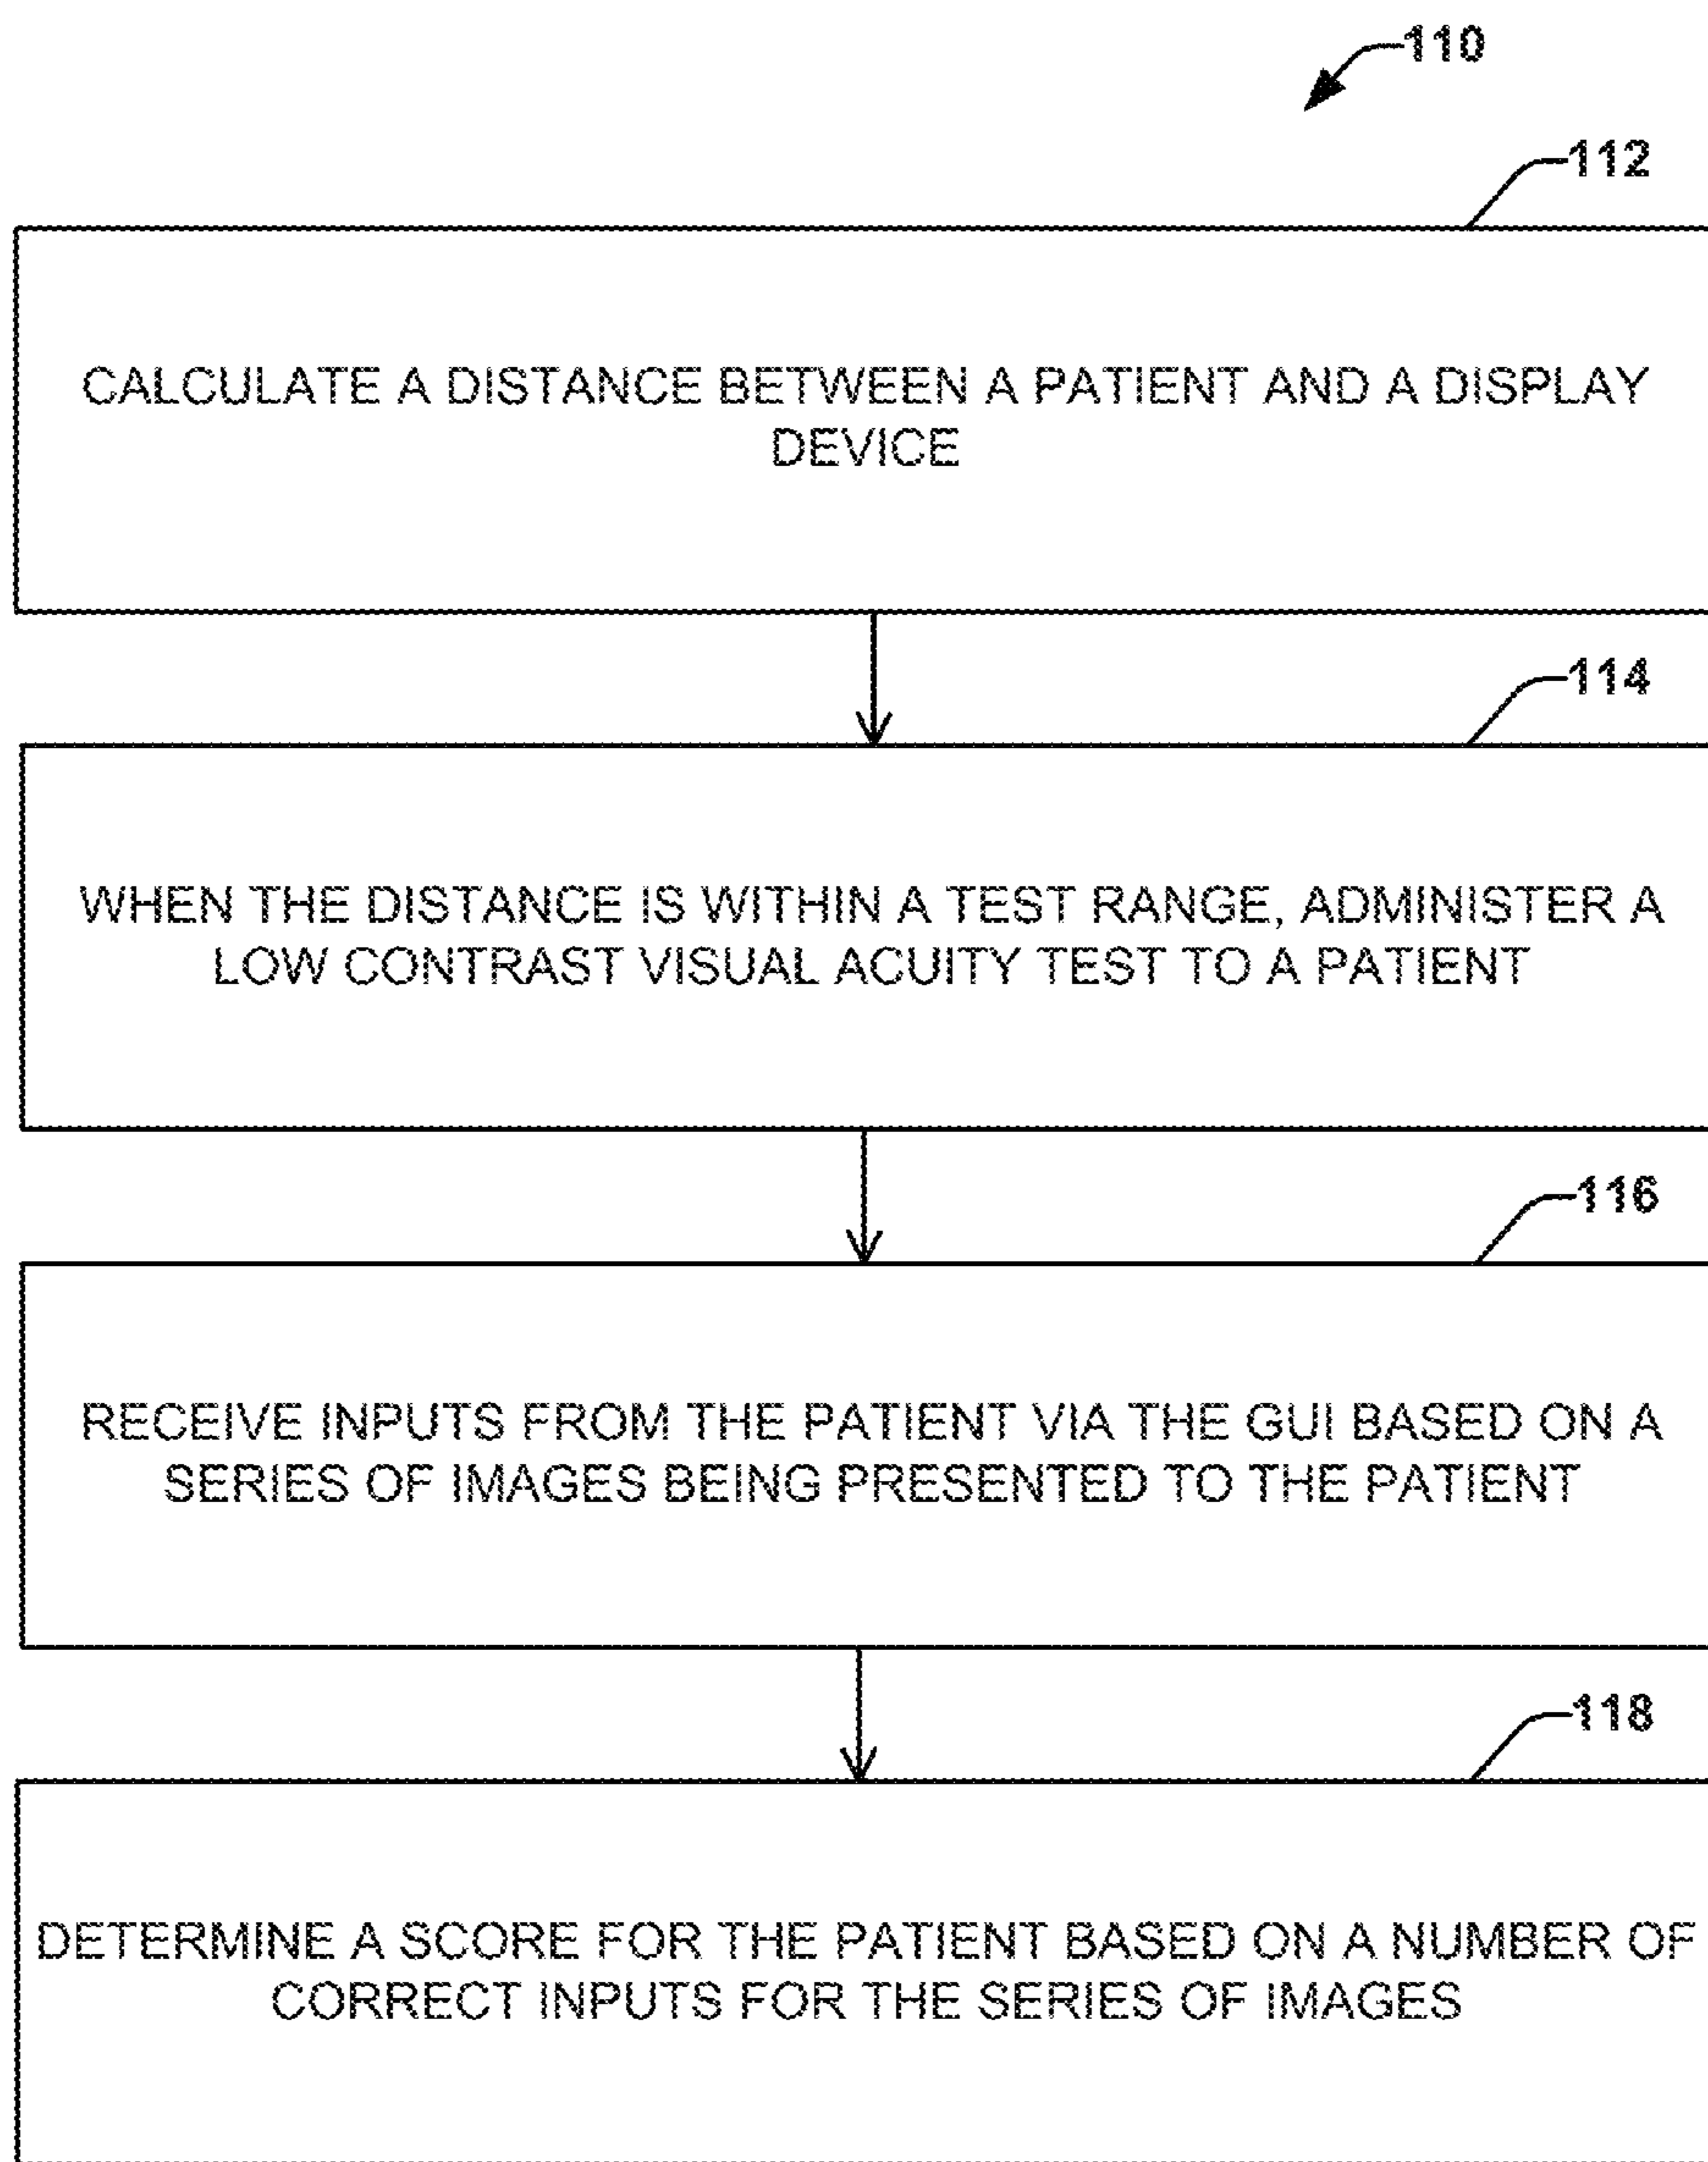 110
112
CALCULATE A DISTANCE BETWEEN A PATIENT AND A DISPLAY
DEVICE
114
WHEN THE DISTANCE IS WITHIN A TEST RANGE, ADMINISTER A
LOW CONTRAST VISUAL ACUITY TEST TO A PATIENT
116
RECEIVE INPUTS FROM THE PATIENT VIA THE GUI BASED ON A
SERIES OF IMAGES BEING PRESENTED TO THE PATIENT
118
DETERMINE A SCORE FOR THE PATIENT BASED ON A NUMBER OF
CORRECT INPUTS FOR THE SERIES OF IMAGES